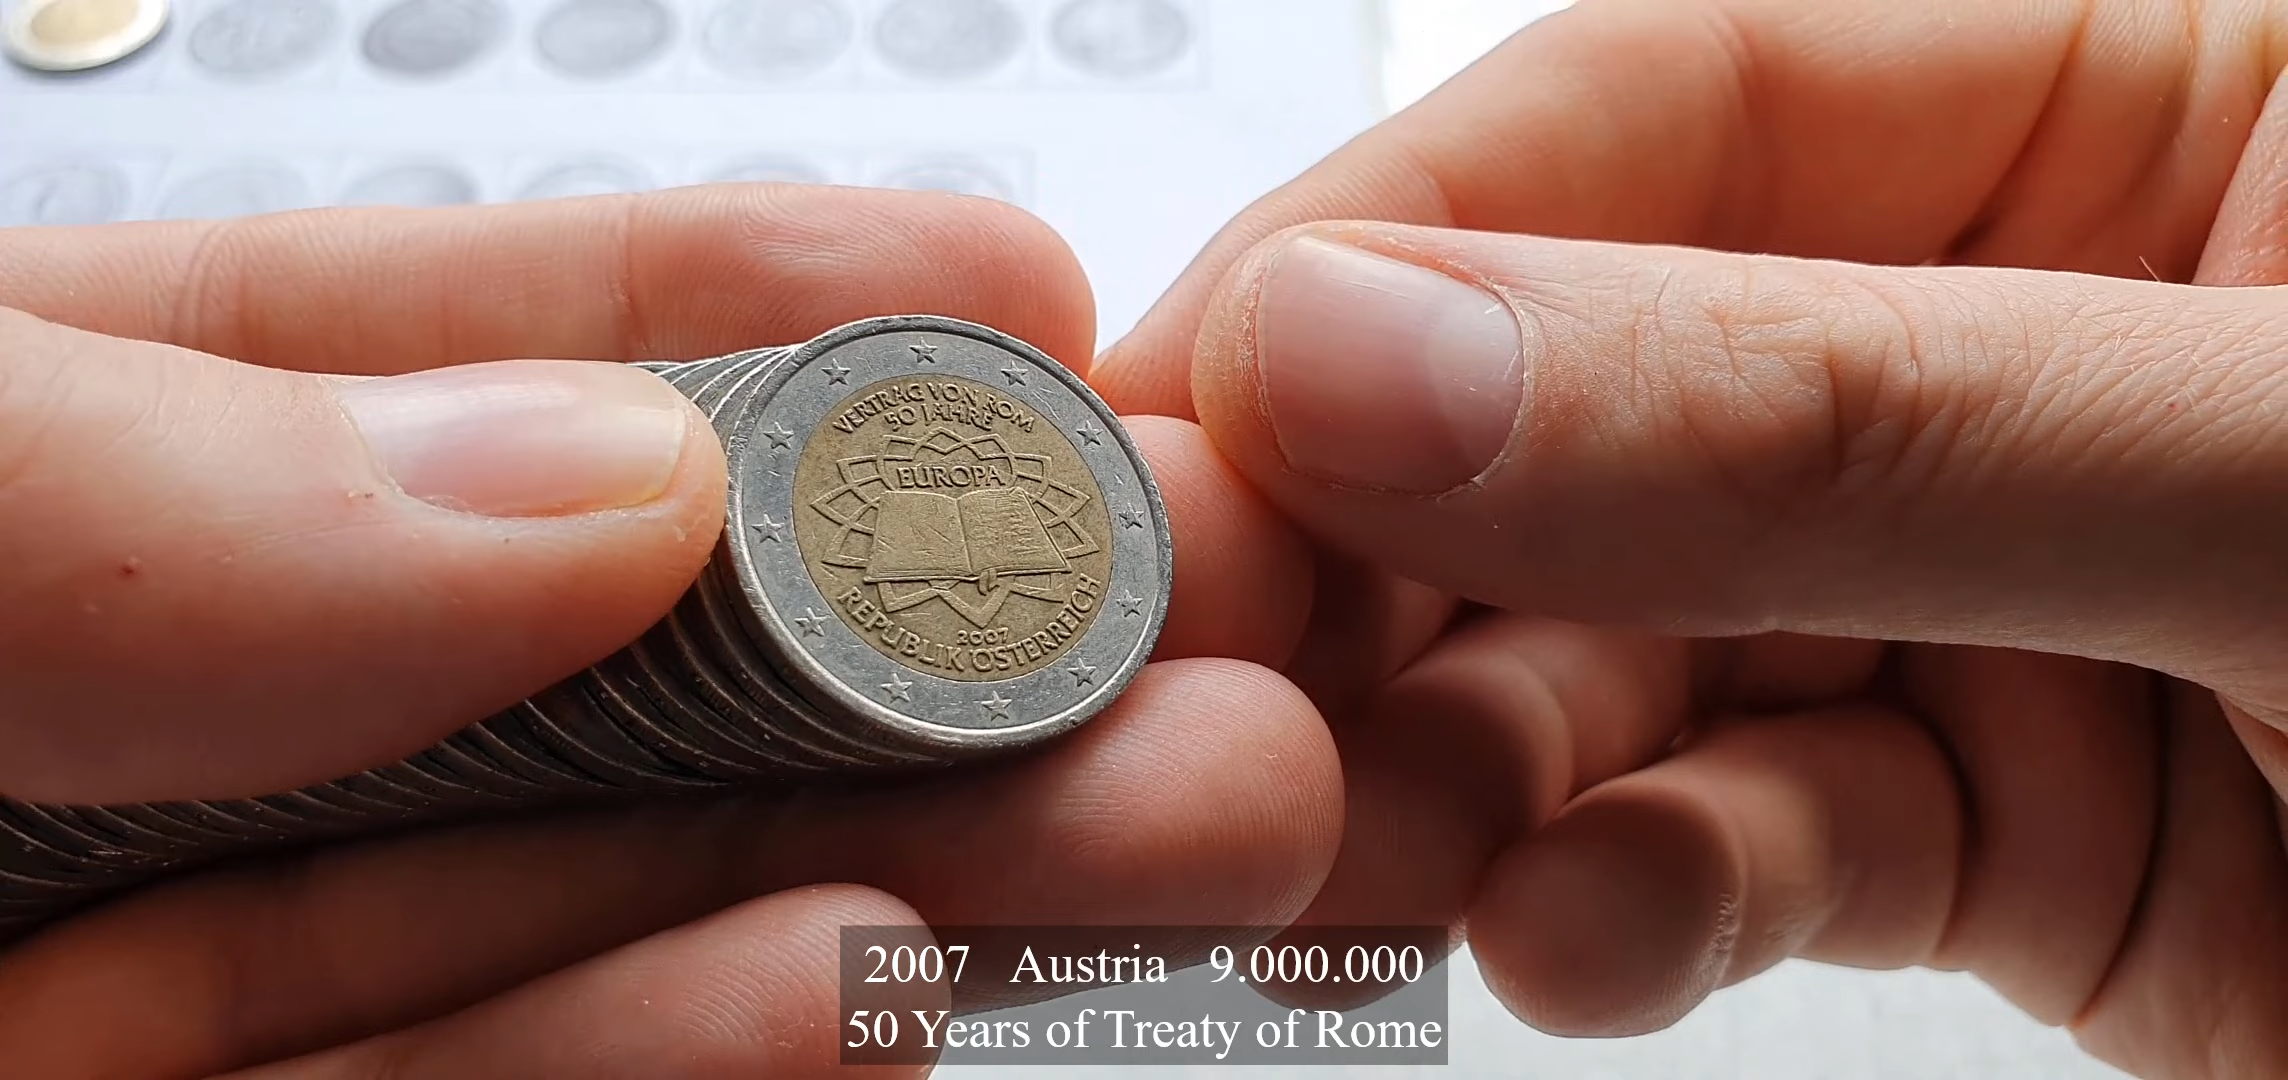 VERTRAG VON ROM
50 JAHRE
EUROPA
2007
REPUBLIK ÖSTERREICH
2007 Austria 9.000.000
50 Years of Treaty of Rome